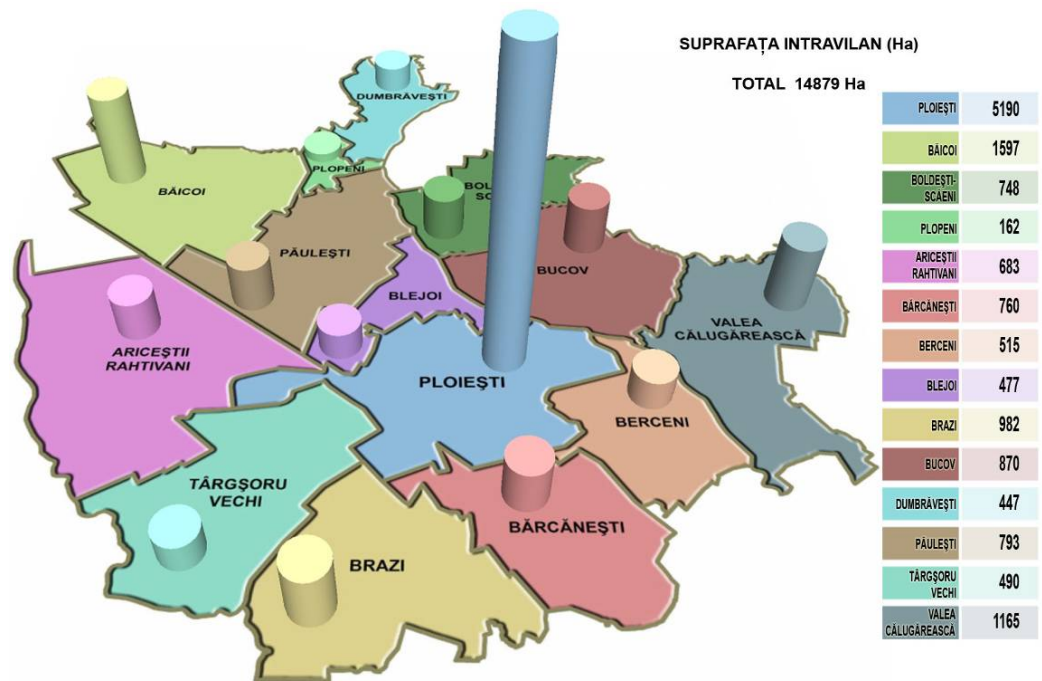 SUPRAFAȚA INTRAVILAN (Ha)
TOTAL 14879 Ha
DUMBRĂVEȘTI
PLOPENI
BĂICOI
PĂULEȘTI
BUCOV
BLEJOI
VALEA
CĂLUGĂREASCĂ
ARICEȘTII
RAHTIVANI
PLOIEȘTI
BERCENI
TÂRGȘORU
VECHI
BĂRCĂNEȘTI
BRAZI
PLOIEȘTI 5190
BĂICOI 1597
BOLDEȘTI-
SCĂENI 748
PLOPENI 162
ARICEȘTII
RAHTIVANI 683
BĂRCĂNEȘTI 760
BERCENI 515
BLEJOI 477
BRAZI 982
BUCOV 870
DUMBRĂVEȘTI 447
PĂULEȘTI 793
TÂRGȘORU
VECHI 490
VALEA
CĂLUGĂREASCĂ 1165